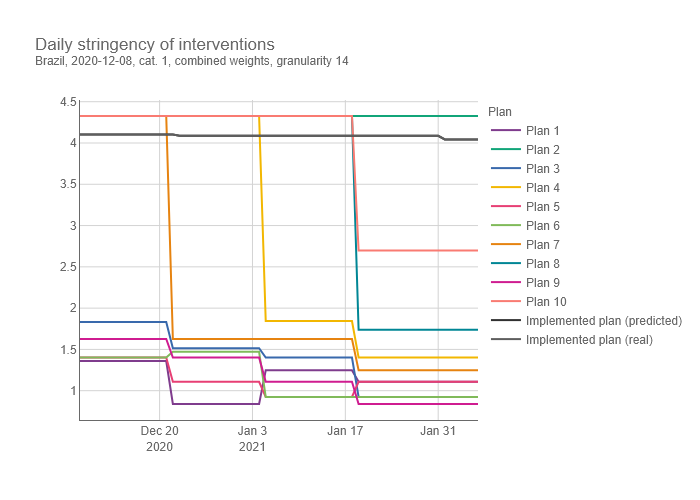 Daily stringency of interventions
Brazil, 2020-12-08, cat. 1, combined weights, granularity 14
4.5
4
3.5
3
2.5
2
1.5
1
Dec 20
2020
Jan 3
2021
Jan 17
Jan 31
Plan
Plan 1
Plan 2
Plan 3
Plan 4
Plan 5
Plan 6
Plan 7
Plan 8
Plan 9
Plan 10
Implemented plan (predicted)
Implemented plan (real)